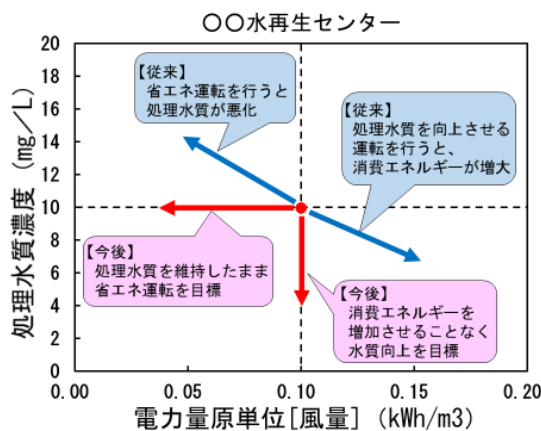 〇〇水再生センター
処理水質濃度 (mg/L)
20
18
16
14
12
10
8
6
4
2
0
【従来】
省エネ運転を行うと
処理水質が悪化
【従来】
処理水質を向上させる
運転を行うと、
消費エネルギーが増大
【今後】
処理水質を維持したまま
省エネ運転を目標
【今後】
消費エネルギーを
増加させることなく
水質向上を目標
0.00 0.05 0.10 0.15 0.20
電力量原単位[風量] (kWh/m3)